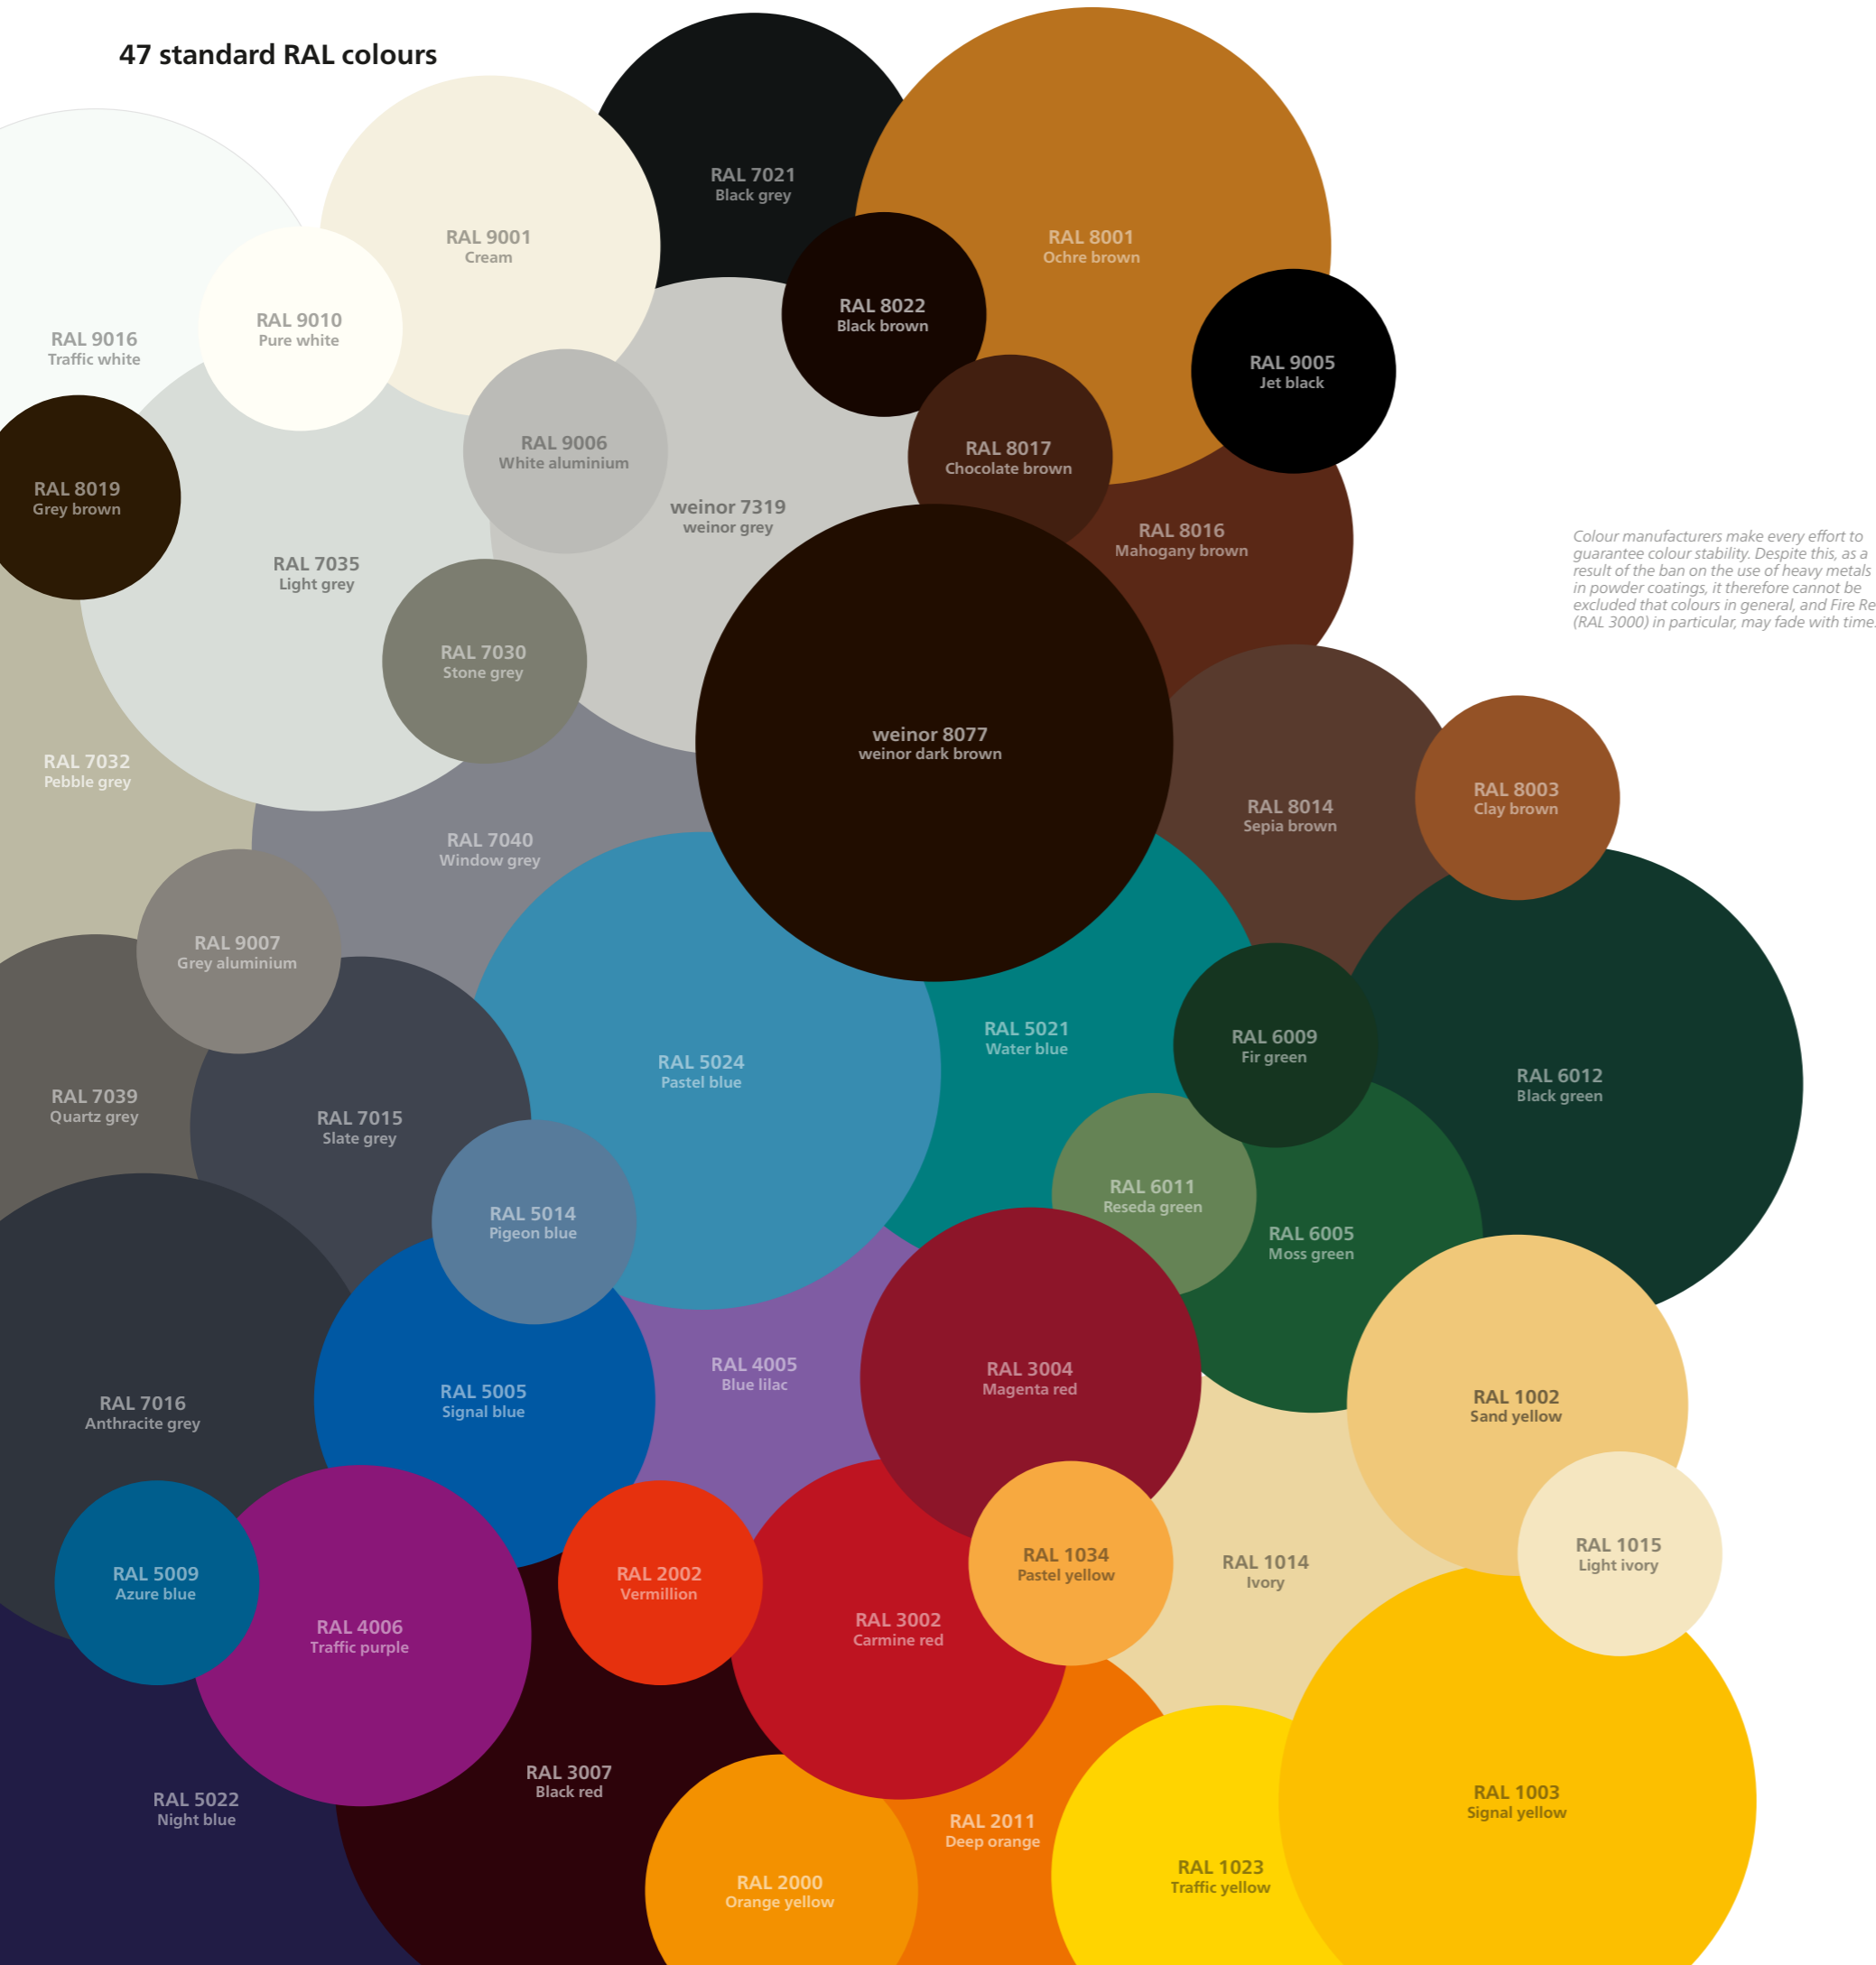 47 standard RAL colours
RAL 7021
Black grey
RAL 9001
Cream
RAL 8001
Ochre brown
RAL 9010
Pure white
RAL 8022
Black brown
RAL 9016
Traffic white
RAL 9005
Jet black
RAL 9006
White aluminium
RAL 8017
Chocolate brown
RAL 8019
Grey brown
weinor 7319
weinor grey
RAL 8016
Mahogany brown
Colour manufacturers make every effort to
guarantee colour stability. Despite this, as a
result of the ban on the use of heavy metals
in powder coatings, it therefore cannot be
excluded that colours in general, and Fire Re
(RAL 3000) in particular, may fade with time.
RAL 7035
Light grey
RAL 7030
Stone grey
weinor 8077
weinor dark brown
RAL 7032
Pebble grey
RAL 8003
Clay brown
RAL 8014
Sepia brown
RAL 7040
Window grey
RAL 9007
Grey aluminium
RAL 5021
Water blue
RAL 6009
Fir green
RAL 5024
Pastel blue
RAL 6012
Black green
RAL 7039
Quartz grey
RAL 7015
Slate grey
RAL 6011
Reseda green
RAL 5014
Pigeon blue
RAL 6005
Moss green
RAL 4005
Blue lilac
RAL 3004
Magenta red
RAL 5005
Signal blue
RAL 1002
Sand yellow
RAL 7016
Anthracite grey
RAL 1015
Light ivory
RAL 1034
Pastel yellow
RAL 1014
Ivory
RAL 5009
Azure blue
RAL 2002
Vermillion
RAL 4006
Traffic purple
RAL 3002
Carmine red
RAL 3007
Black red
RAL 1003
Signal yellow
RAL 5022
Night blue
RAL 2011
Deep orange
RAL 1023
Traffic yellow
RAL 2000
Orange yellow